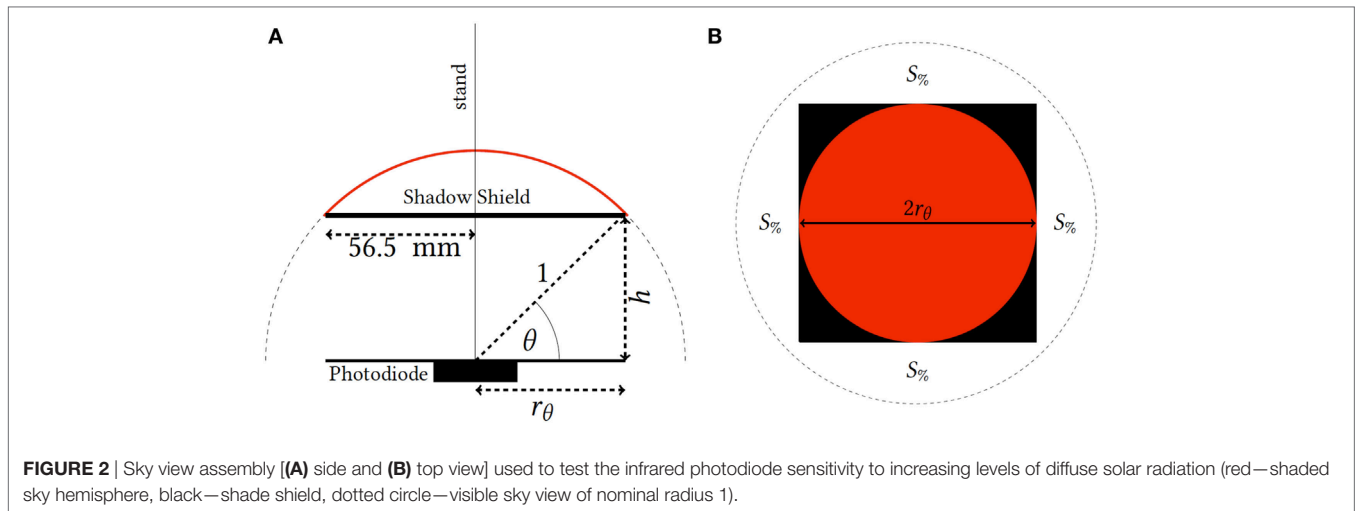 A
B
stand
Shadow Shield
56.5 mm
1
h
θ
Photodiode
rθ
S%
S%
2rθ
S%
S%
FIGURE 2 | Sky view assembly [(A) side and (B) top view] used to test the infrared photodiode sensitivity to increasing levels of diffuse solar radiation (red—shaded
sky hemisphere, black—shade shield, dotted circle—visible sky view of nominal radius 1).